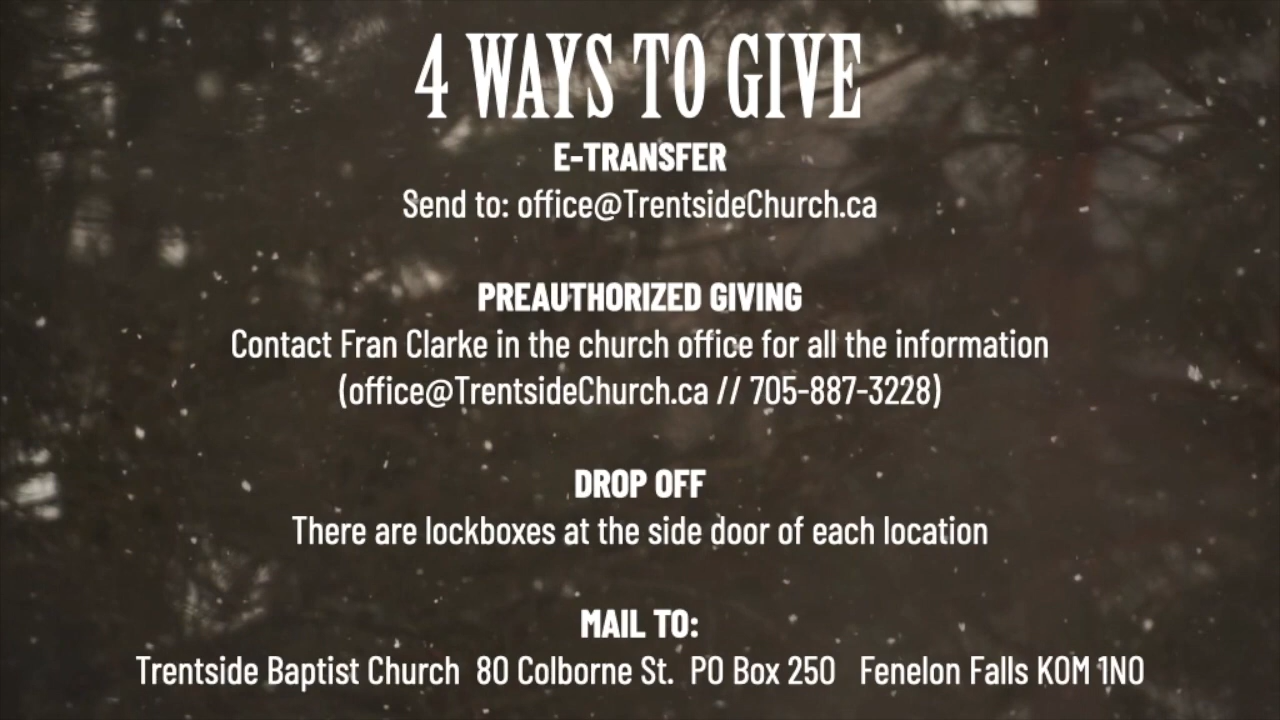 4 WAYS TO GIVE
E-TRANSFER
Send to: office@TrentsideChurch.ca
PREAUTHORIZED GIVING
Contact Fran Clarke in the church office for all the information
(office@TrentsideChurch.ca // 705-887-3228)
DROP OFF
There are lockboxes at the side door of each location
MAIL TO:
Trentside Baptist Church  80 Colborne St.  PO Box 250   Fenelon Falls K0M 1N0